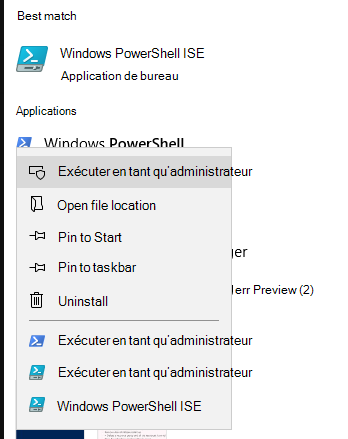 Best match
Windows PowerShell ISE
Application de bureau
Applications
Windows PowerShell
Exécuter en tant qu'administrateur
Open file location
Pin to Start
Pin to taskbar
Uninstall
Preview (2)
Exécuter en tant qu'administrateur
Exécuter en tant qu'administrateur
Windows PowerShell ISE